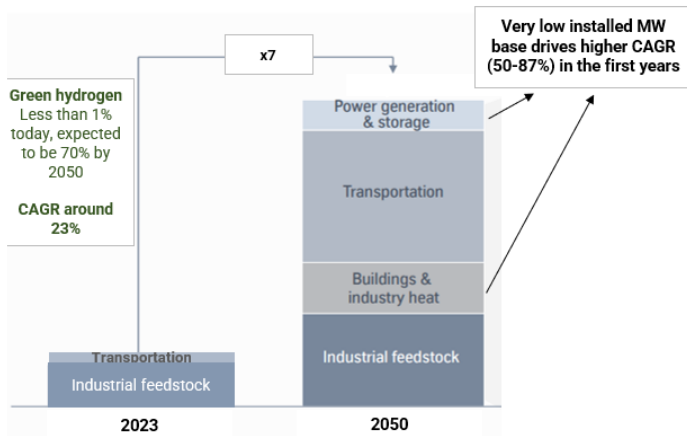 Very low installed MW
base drives higher CAGR
(50-87%) in the first years
x7
Green hydrogen
Less than 1%
today, expected
to be 70% by
2050
CAGR around
23%
Power generation
& storage
Transportation
Buildings &
industry heat
Industrial feedstock
Transportation
Industrial feedstock
2023
2050